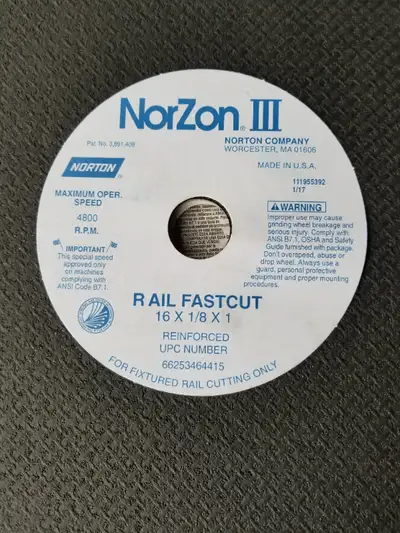 NorZon® III
Pat. No. 3,891,408
NORTON COMPANY
WORCESTER, MA 01606
NORTON®
MADE IN U.S.A.
MAXIMUM OPER.
SPEED
4800
R.P.M.
IMPORTANT
This special speed
approved only
on machines
complying with
ANSI Code B7.1.
111955392
1/17
WARNING
Improper use may cause
grinding wheel breakage and
serious injury. Comply with
ANSI B7.1, OSHA and Safety
Guide furnished with package.
Don't overspeed, abuse or
drop wheel. Always use a
guard, personal protective
equipment and proper mounting
procedures.
RAIL FASTCUT
16 X 1/8 X 1
REINFORCED
UPC NUMBER
66253464415
FOR FIXTURED RAIL CUTTING ONLY